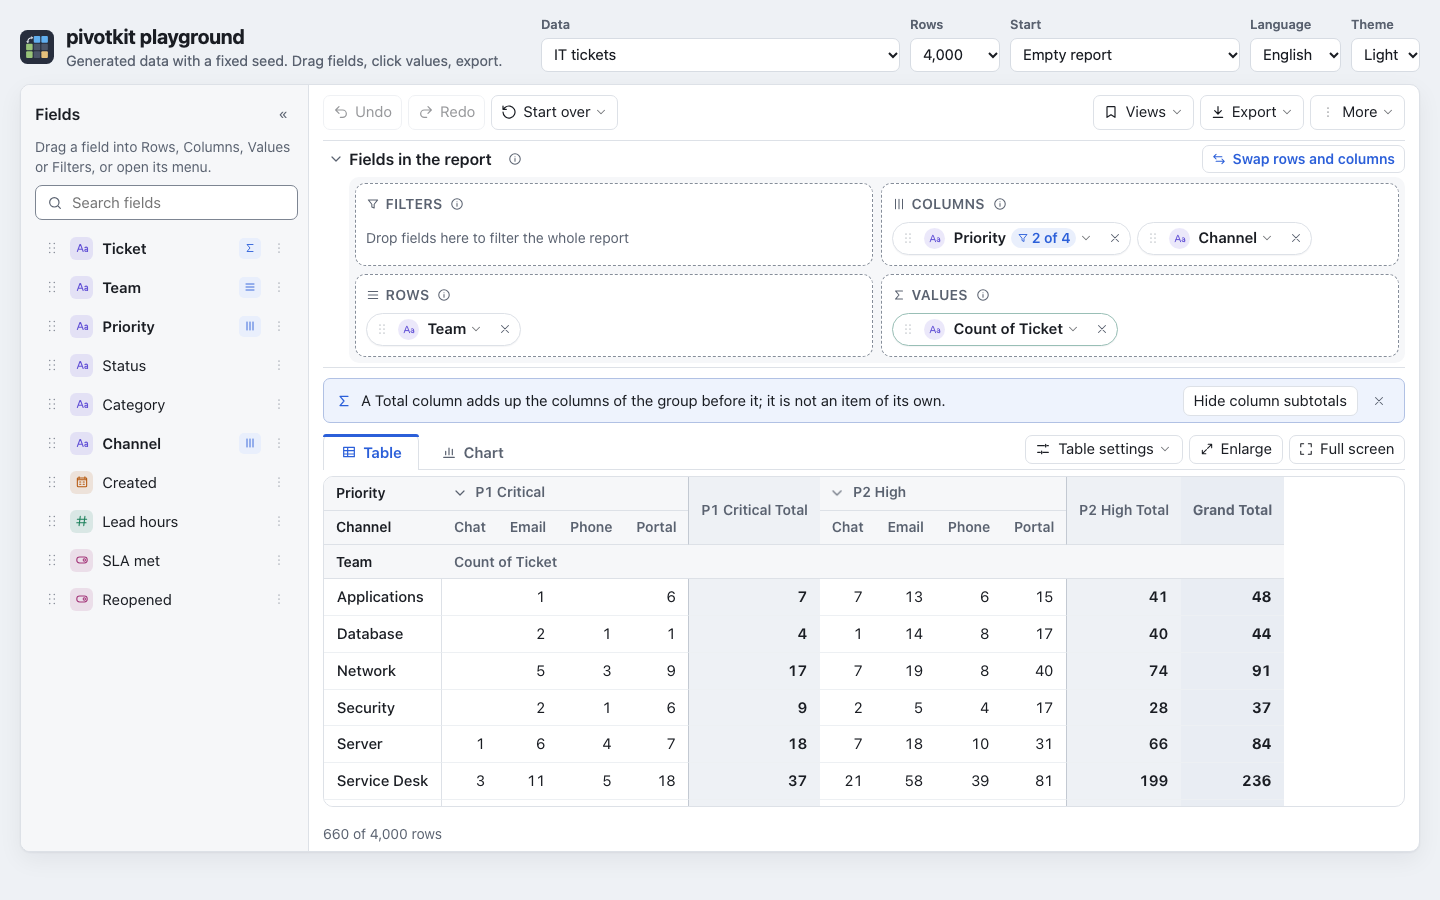 pivotkit playground
Generated data with a fixed seed. Drag fields, click values, export.
Data
IT tickets
Rows
4,000
Start
Empty report
Language
English
Theme
Light
Fields
«
Drag a field into Rows, Columns, Values
or Filters, or open its menu.
Search fields
Aa Ticket Σ
Aa Team
Aa Priority
Aa Status
Aa Category
Aa Channel
Created
# Lead hours
SLA met
Reopened
Undo Redo Start over Views Export More
Fields in the report Swap rows and columns
FILTERS
Drop fields here to filter the whole report
COLUMNS
Aa Priority 2 of 4 Aa Channel
ROWS
Aa Team
Σ VALUES
Aa Count of Ticket
Σ A Total column adds up the columns of the group before it; it is not an item of its own. Hide column subtotals
Table Chart Table settings Enlarge Full screen
Priority P1 Critical P1 Critical Total P2 High P2 High Total Grand Total
Channel Chat Email Phone Portal Chat Email Phone Portal
Team Count of Ticket
Applications 1 6 7 7 13 6 15 41 48
Database 2 1 1 4 1 14 8 17 40 44
Network 5 3 9 17 7 19 8 40 74 91
Security 2 1 6 9 2 5 4 17 28 37
Server 1 6 4 7 18 7 18 10 31 66 84
Service Desk 3 11 5 18 37 21 58 39 81 199 236
660 of 4,000 rows